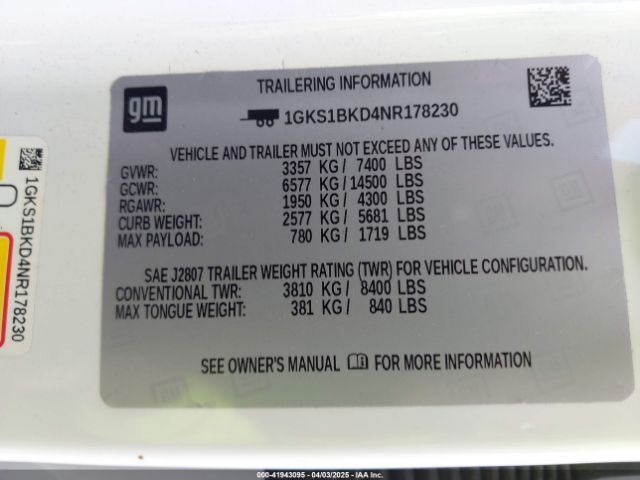 gm
TRAILERING INFORMATION
1GKS1BKD4NR178230
VEHICLE AND TRAILER MUST NOT EXCEED ANY OF THESE VALUES.
GVWR: 3357 KG / 7400 LBS
GCWR: 6577 KG / 14500 LBS
RGAWR: 1950 KG / 4300 LBS
CURB WEIGHT: 2577 KG / 5681 LBS
MAX PAYLOAD: 780 KG / 1719 LBS
SAE J2807 TRAILER WEIGHT RATING (TWR) FOR VEHICLE CONFIGURATION.
CONVENTIONAL TWR: 3810 KG / 8400 LBS
MAX TONGUE WEIGHT: 381 KG / 840 LBS
SEE OWNER'S MANUAL FOR MORE INFORMATION
1GKS1BKD4NR178230
000-41943095 - 04/03/2025 - IAA Inc.